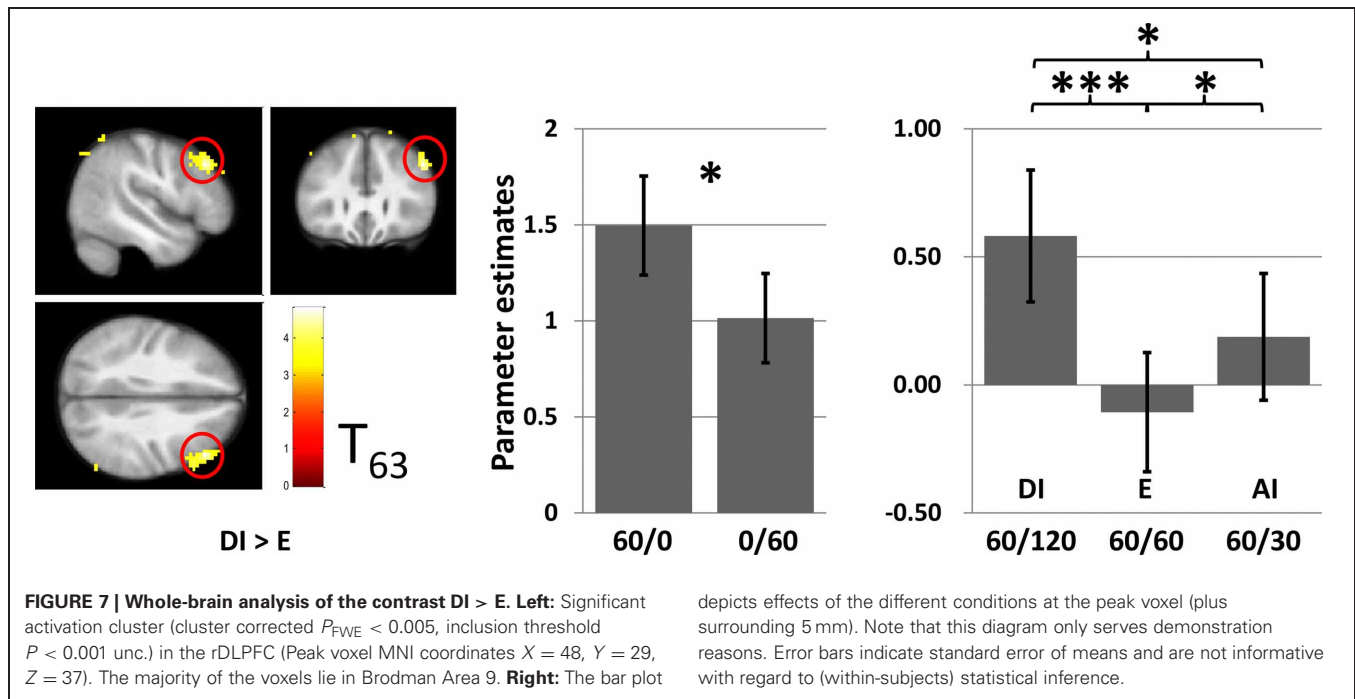 4
3
2
1
0
T63
DI > E
Parameter estimates
2
1.5
1
0.5
0
*
60/0 0/60
*
*** *
1.00
0.50
0.00
-0.50
DI E AI
60/120 60/60 60/30
FIGURE 7 | Whole-brain analysis of the contrast DI > E. Left: Significant
activation cluster (cluster corrected PFWE < 0.005, inclusion threshold
P < 0.001 unc.) in the rDLPFC (Peak voxel MNI coordinates X = 48, Y = 29,
Z = 37). The majority of the voxels lie in Brodman Area 9. Right: The bar plot
depicts effects of the different conditions at the peak voxel (plus
surrounding 5 mm). Note that this diagram only serves demonstration
reasons. Error bars indicate standard error of means and are not informative
with regard to (within-subjects) statistical inference.